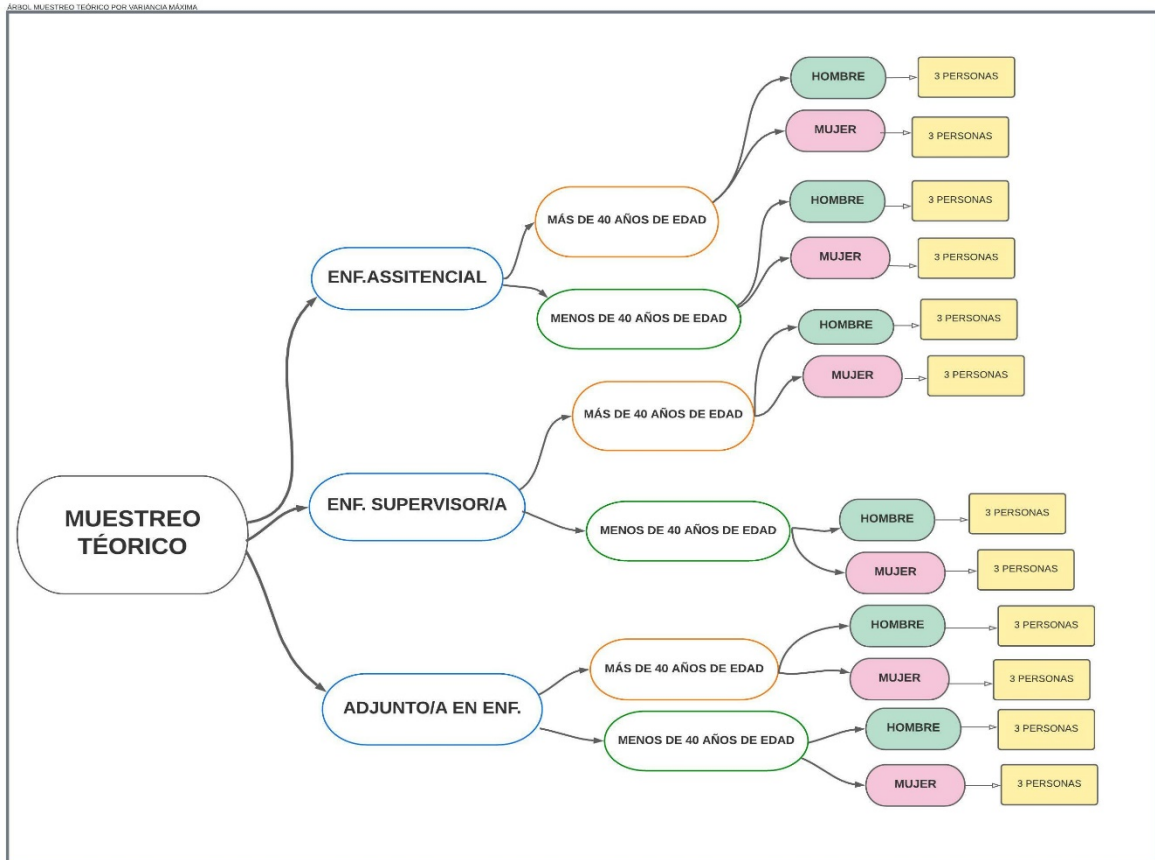 ÁRBOL MUESTREO TEÓRICO POR VARIANCIA MÁXIMA
MUESTREO
TÉORICO
ENF.ASSITENCIAL
MÁS DE 40 AÑOS DE EDAD
HOMBRE
3 PERSONAS
MUJER
3 PERSONAS
MENOS DE 40 AÑOS DE EDAD
HOMBRE
3 PERSONAS
MUJER
3 PERSONAS
ENF. SUPERVISOR/A
MÁS DE 40 AÑOS DE EDAD
HOMBRE
3 PERSONAS
MUJER
3 PERSONAS
MENOS DE 40 AÑOS DE EDAD
HOMBRE
3 PERSONAS
MUJER
3 PERSONAS
ADJUNTO/A EN ENF.
MÁS DE 40 AÑOS DE EDAD
HOMBRE
3 PERSONAS
MUJER
3 PERSONAS
MENOS DE 40 AÑOS DE EDAD
HOMBRE
3 PERSONAS
MUJER
3 PERSONAS